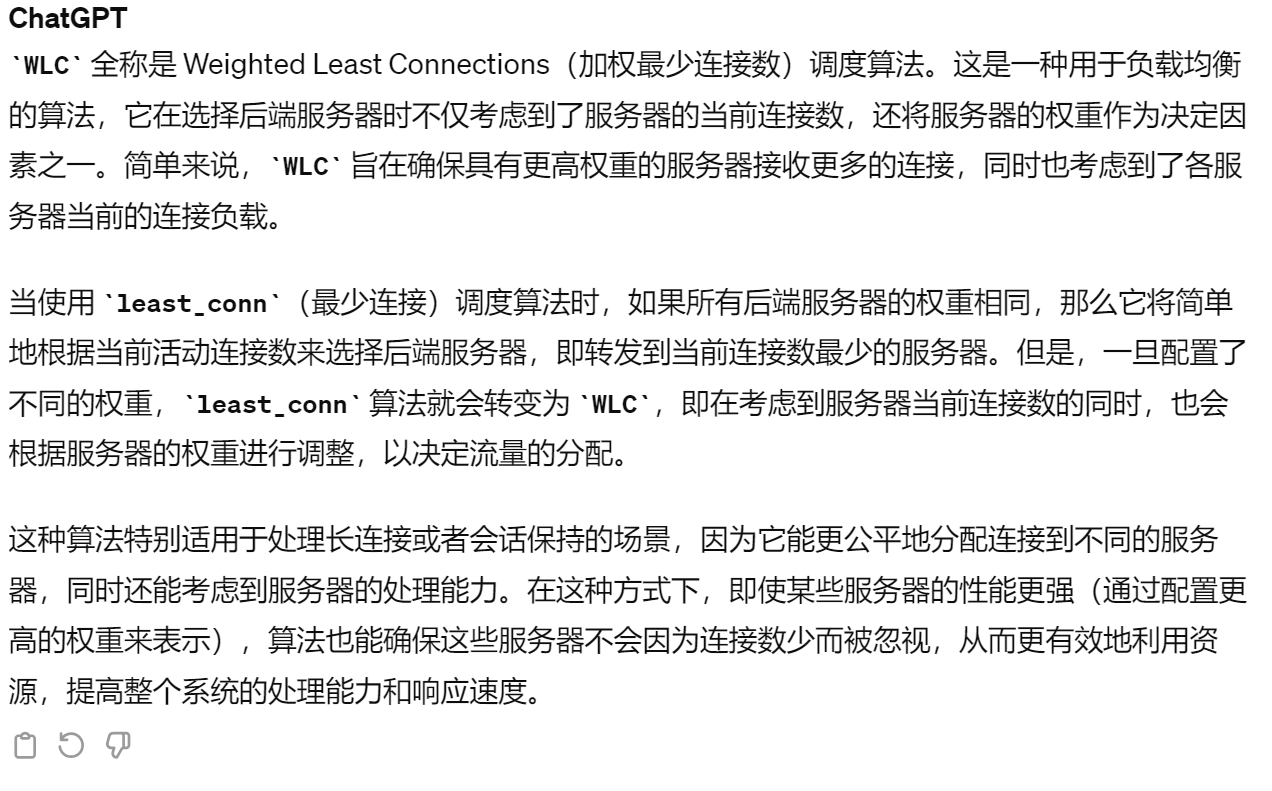 ChatGPT
`WLC` 全称是 Weighted Least Connections（加权最少连接数）调度算法。这是一种用于负载均衡
的算法，它在选择后端服务器时不仅考虑到了服务器的当前连接数，还将服务器的权重作为决定因
素之一。简单来说，`WLC` 旨在确保具有更高权重的服务器接收更多的连接，同时也考虑到了各服
务器当前的连接负载。
当使用 `least_conn`（最少连接）调度算法时，如果所有后端服务器的权重相同，那么它将简单
地根据当前活动连接数来选择后端服务器，即转发到当前连接数最少的服务器。但是，一旦配置了
不同的权重，`least_conn` 算法就会转变为 `WLC`，即在考虑到服务器当前连接数的同时，也会
根据服务器的权重进行调整，以决定流量的分配。
这种算法特别适用于处理长连接或者会话保持的场景，因为它能更公平地分配连接到不同的服务
器，同时还能考虑到服务器的处理能力。在这种方式下，即使某些服务器的性能更强（通过配置更
高的权重来表示），算法也能确保这些服务器不会因为连接数少而被忽视，从而更有效地利用资
源，提高整个系统的处理能力和响应速度。